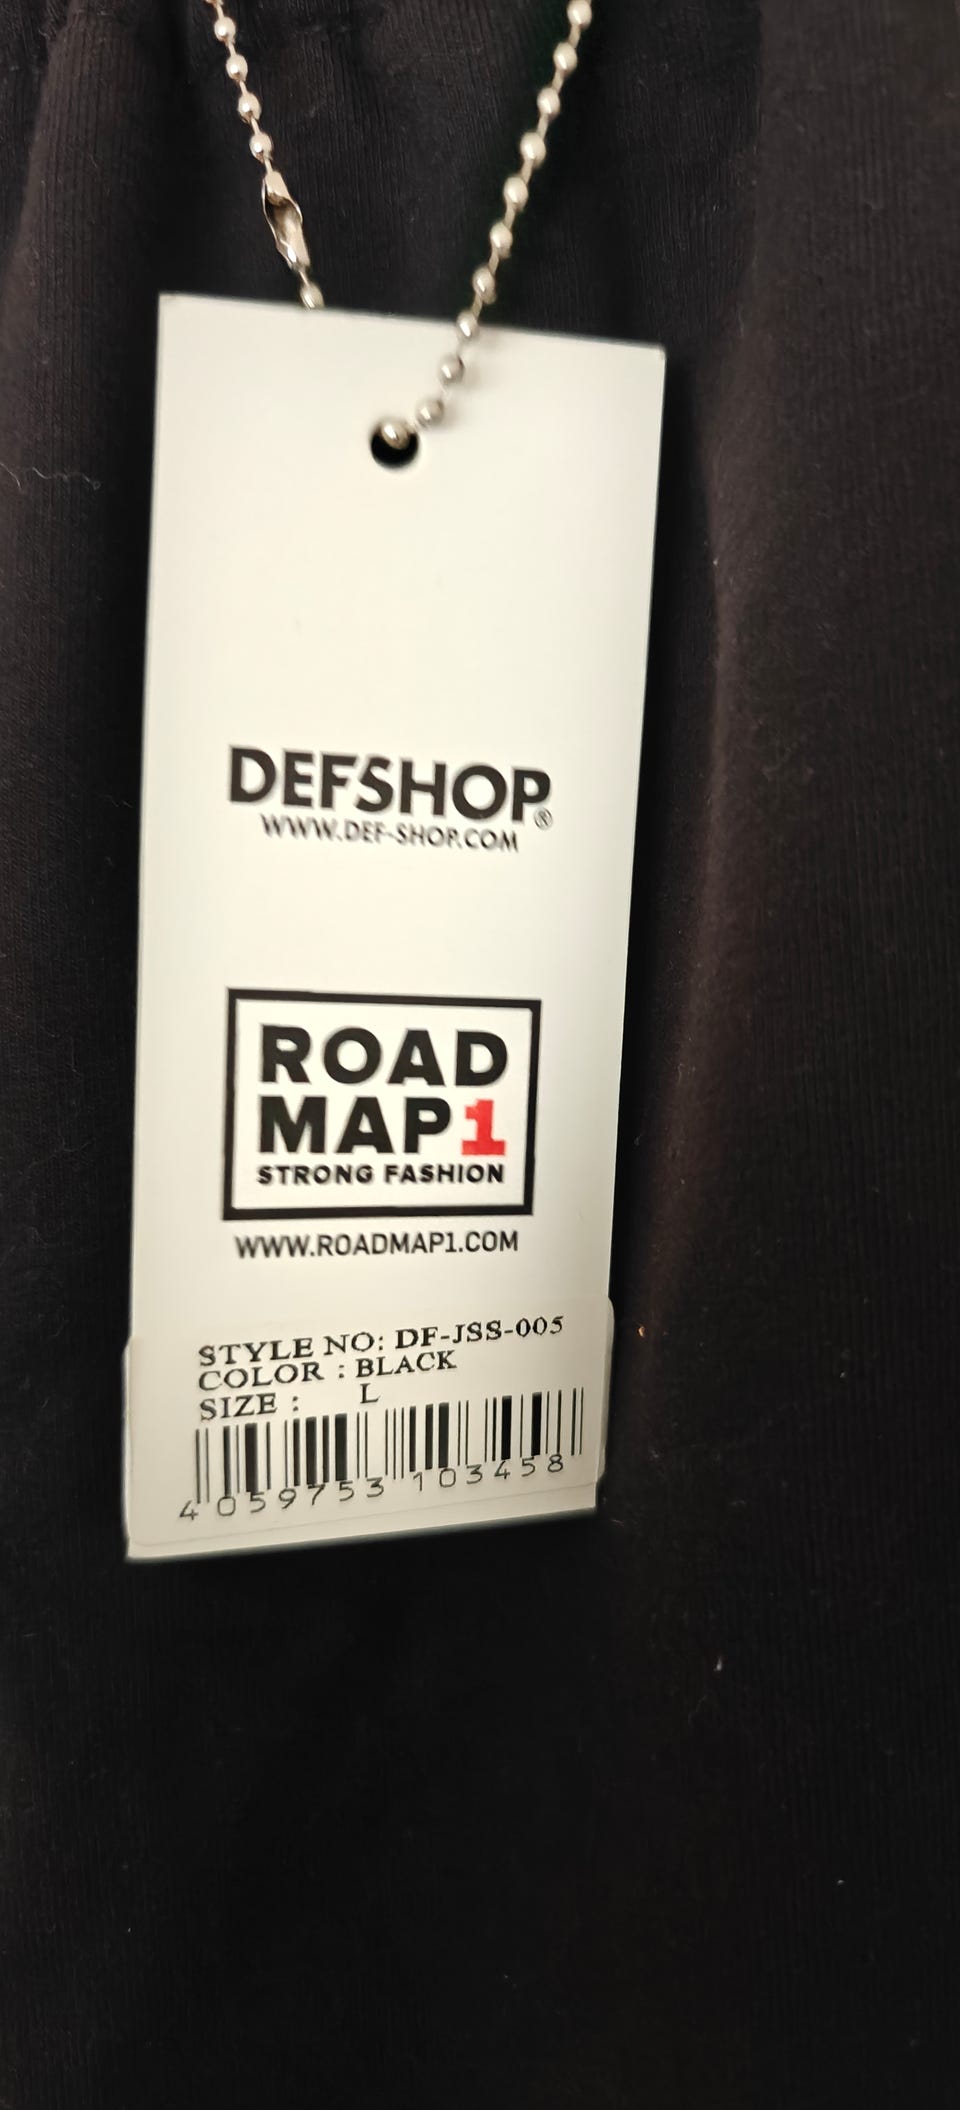 DEFSHOP®
WWW.DEF-SHOP.COM
ROAD
MAP1
STRONG FASHION
WWW.ROADMAP1.COM
STYLE NO: DF-JSS-005
COLOR : BLACK
SIZE : L
4 059753 103458